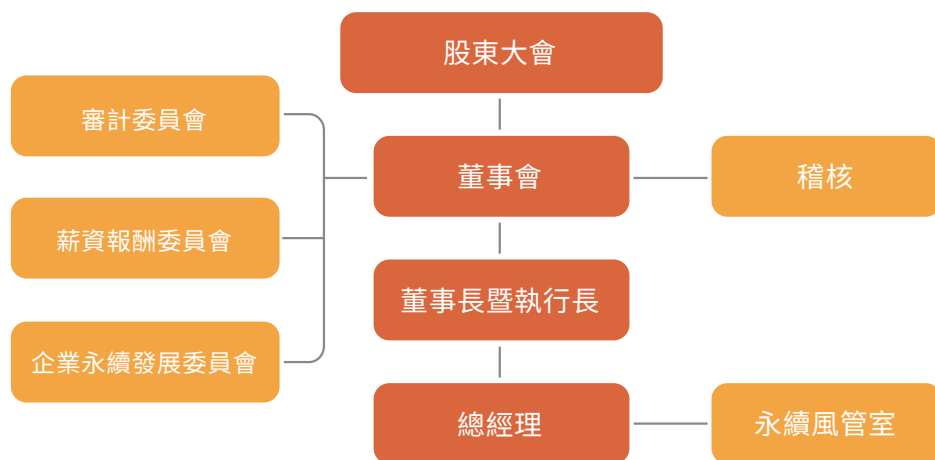 股東大會
審計委員會
董事會
稽核
薪資報酬委員會
董事長暨執行長
企業永續發展委員會
總經理
永續風管室